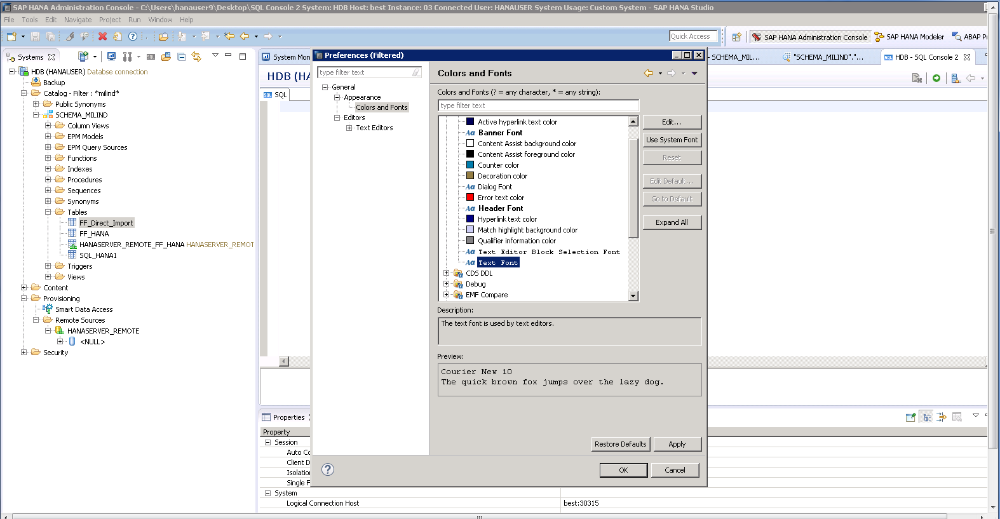 SAP HANA Administration Console - C:\Users\hanauser9\Desktop\SQL Console 2 System: HDB Host: best Instance: 03 Connected User: HANAUSER System Usage: Custom System - SAP HANA Studio
File Tools Edit Navigate Project Run Window Help
Quick Access
SAP HANA Administration Console
SAP HANA Modeler
ABAP
Systems
HDB (HANAUSER) Databse connection
Backup
Catalog - Filter : *milind*
Public Synonyms
SCHEMA_MILIND
Column Views
EPM Models
EPM Query Sources
Functions
Indexes
Procedures
Sequences
Synonyms
Tables
FF_Direct_Import
FF_HANA
HANASERVER_REMOTE_FF_HANA HANASERVER_REMOT
SQL_HANA1
Triggers
Views
Content
Provisioning
Smart Data Access
Remote Sources
HANASERVER_REMOTE
<NULL>
Security
System Mon
- SCHEMA_MIL...
"SCHEMA_MILIND"."...
HDB - SQL Console 2
HDB (HA
SQL
SQL
Preferences (Filtered)
type filter text
General
Appearance
Colors and Fonts
Editors
Text Editors
Colors and Fonts
Colors and Fonts (? = any character, * = any string):
type filter text
Active hyperlink text color
Banner Font
Content Assist background color
Content Assist foreground color
Counter color
Decoration color
Dialog Font
Error text color
Header Font
Hyperlink text color
Match highlight background color
Qualifier information color
Text Editor Block Selection Font
Text Font
CDS DDL
Debug
EMF Compare
Edit...
Use System Font
Reset
Edit Default...
Go to Default
Expand All
Description:
The text font is used by text editors.
Preview:
Courier New 10
The quick brown fox jumps over the lazy dog.
Restore Defaults
Apply
OK
Cancel
Properties
Property
Session
Auto Co
Client D
Isolation
Single F
System
Logical Connection Host best:30315